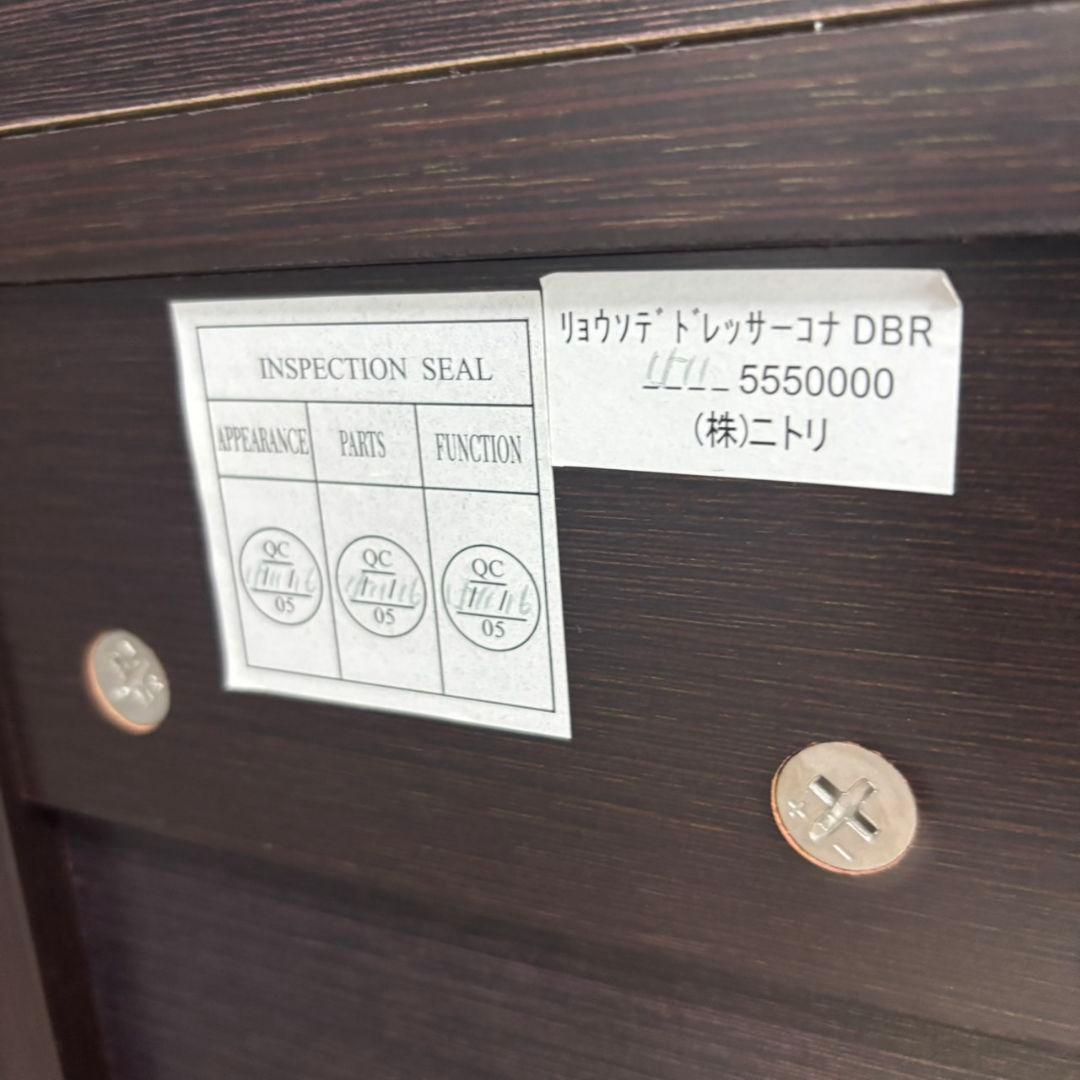 INSPECTION SEAL
APPEARANCE PARTS FUNCTION
QC QC QC
05 05 05
ﾘｮｳｿﾃﾞﾄﾞﾚｯｻｰｺﾅ DBR
5550000
(株)ニトリ